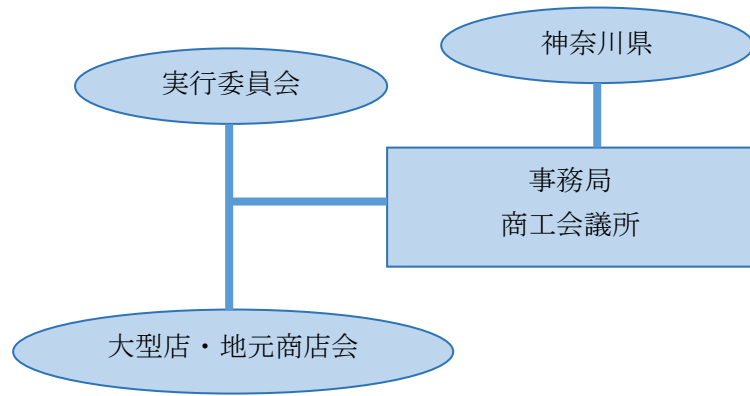 神奈川県
実行委員会
事務局
商工会議所
大型店・地元商店会